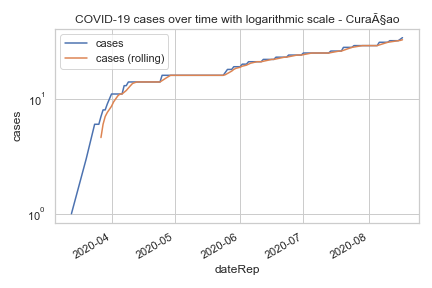 COVID-19 cases over time with logarithmic scale - CuraÃ§ao
cases
cases (rolling)
10¹
10⁰
cases
2020-04
2020-05
2020-06
2020-07
2020-08
dateRep